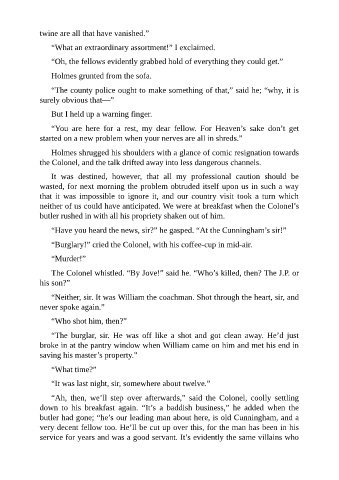 twine are all that have vanished.”
“What an extraordinary assortment!” I exclaimed.
“Oh, the fellows evidently grabbed hold of everything they could get.”
Holmes grunted from the sofa.
“The county police ought to make something of that,” said he; “why, it is
surely obvious that—”
But I held up a warning finger.
“You are here for a rest, my dear fellow. For Heaven’s sake don’t get
started on a new problem when your nerves are all in shreds.”
Holmes shrugged his shoulders with a glance of comic resignation towards
the Colonel, and the talk drifted away into less dangerous channels.
It was destined, however, that all my professional caution should be
wasted, for next morning the problem obtruded itself upon us in such a way
that it was impossible to ignore it, and our country visit took a turn which
neither of us could have anticipated. We were at breakfast when the Colonel’s
butler rushed in with all his propriety shaken out of him.
“Have you heard the news, sir?” he gasped. “At the Cunningham’s sir!”
“Burglary!” cried the Colonel, with his coffee-cup in mid-air.
“Murder!”
The Colonel whistled. “By Jove!” said he. “Who’s killed, then? The J.P. or
his son?”
“Neither, sir. It was William the coachman. Shot through the heart, sir, and
never spoke again.”
“Who shot him, then?”
“The burglar, sir. He was off like a shot and got clean away. He’d just
broke in at the pantry window when William came on him and met his end in
saving his master’s property.”
“What time?”
“It was last night, sir, somewhere about twelve.”
“Ah, then, we’ll step over afterwards,” said the Colonel, coolly settling
down to his breakfast again. “It’s a baddish business,” he added when the
butler had gone; “he’s our leading man about here, is old Cunningham, and a
very decent fellow too. He’ll be cut up over this, for the man has been in his
service for years and was a good servant. It’s evidently the same villains who